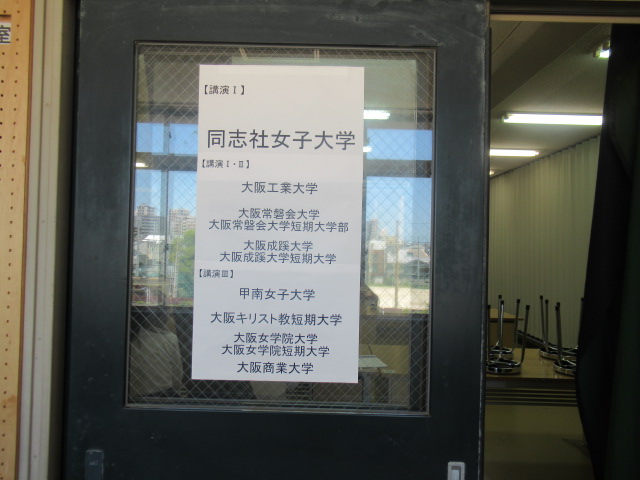 室
【講演Ⅰ】
同志社女子大学
【講演Ⅰ・Ⅱ】
大阪工業大学
大阪常磐会大学
大阪常磐会大学短期大学部
大阪成蹊大学
大阪成蹊大学短期大学
【講演Ⅲ】
甲南女子大学
大阪キリスト教短期大学
大阪女学院大学
大阪女学院短期大学
大阪商業大学